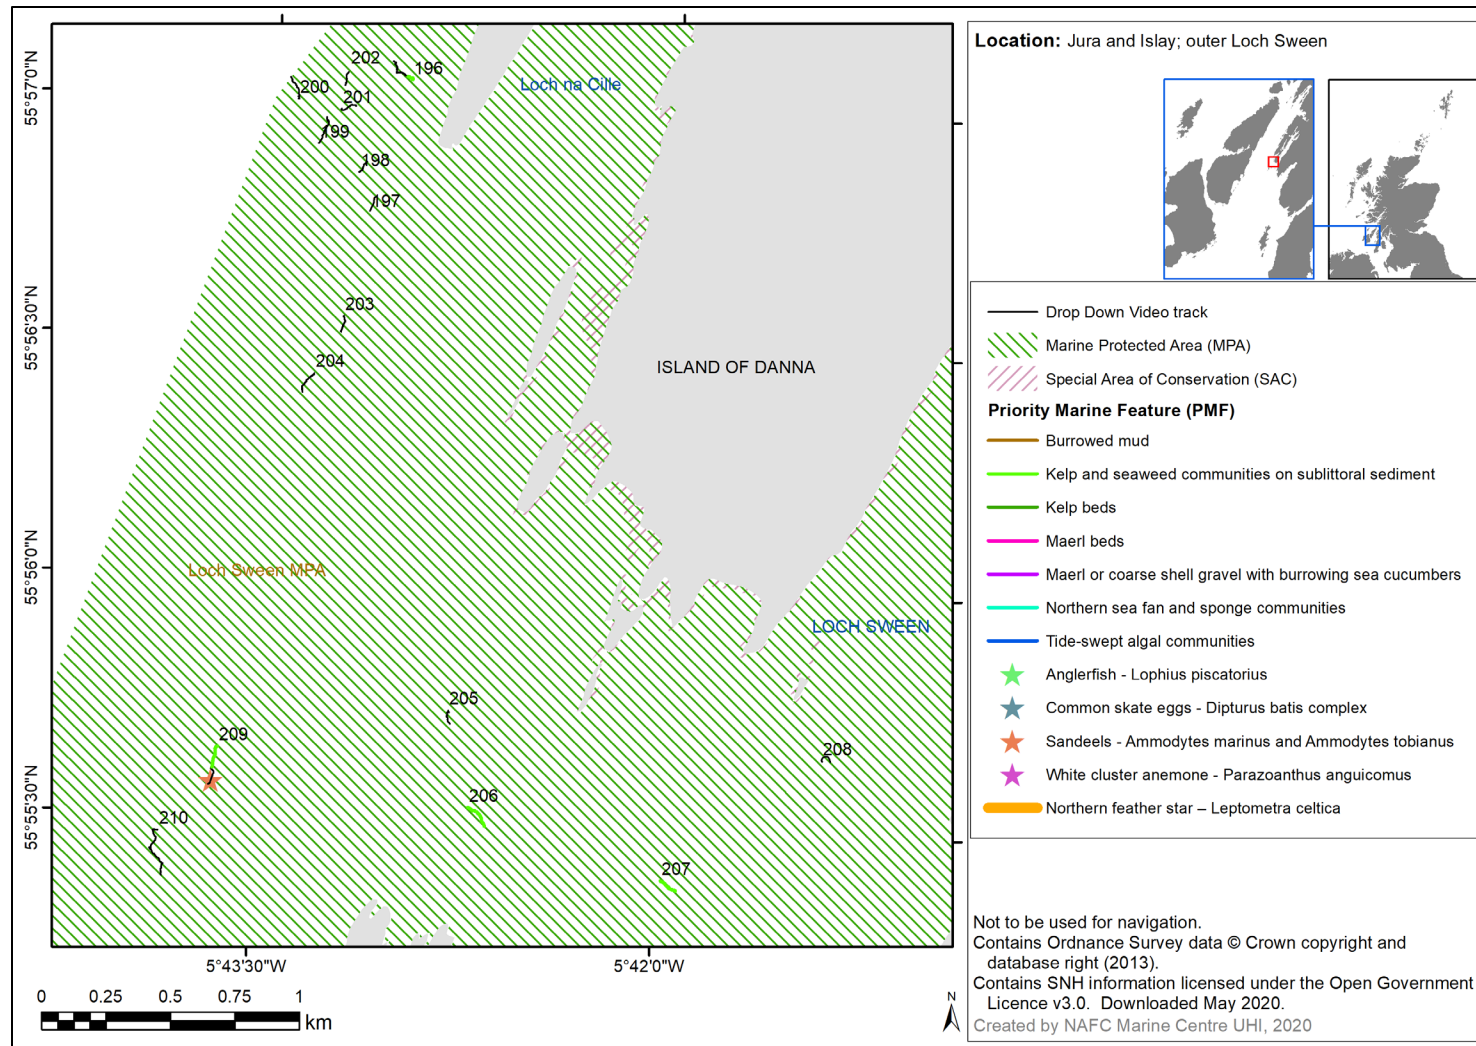 55°57'0"N
55°56'30"N
55°56'0"N
55°55'30"N
202
196
200
201
199
198
197
203
204
205
209
208
206
210
207
Loch na Cille
ISLAND OF DANNA
Loch Sween MPA
LOCH SWEEN
5°43'30"W
5°42'0"W
0 0.25 0.5 0.75 1
km
N
Location: Jura and Islay; outer Loch Sween
Drop Down Video track
Marine Protected Area (MPA)
Special Area of Conservation (SAC)
Priority Marine Feature (PMF)
Burrowed mud
Kelp and seaweed communities on sublittoral sediment
Kelp beds
Maerl beds
Maerl or coarse shell gravel with burrowing sea cucumbers
Northern sea fan and sponge communities
Tide-swept algal communities
Anglerfish - Lophius piscatorius
Common skate eggs - Dipturus batis complex
Sandeels - Ammodytes marinus and Ammodytes tobianus
White cluster anemone - Parazoanthus anguicomus
Northern feather star – Leptometra celtica
Not to be used for navigation.
Contains Ordnance Survey data © Crown copyright and
database right (2013).
Contains SNH information licensed under the Open Government
Licence v3.0. Downloaded May 2020.
Created by NAFC Marine Centre UHI, 2020